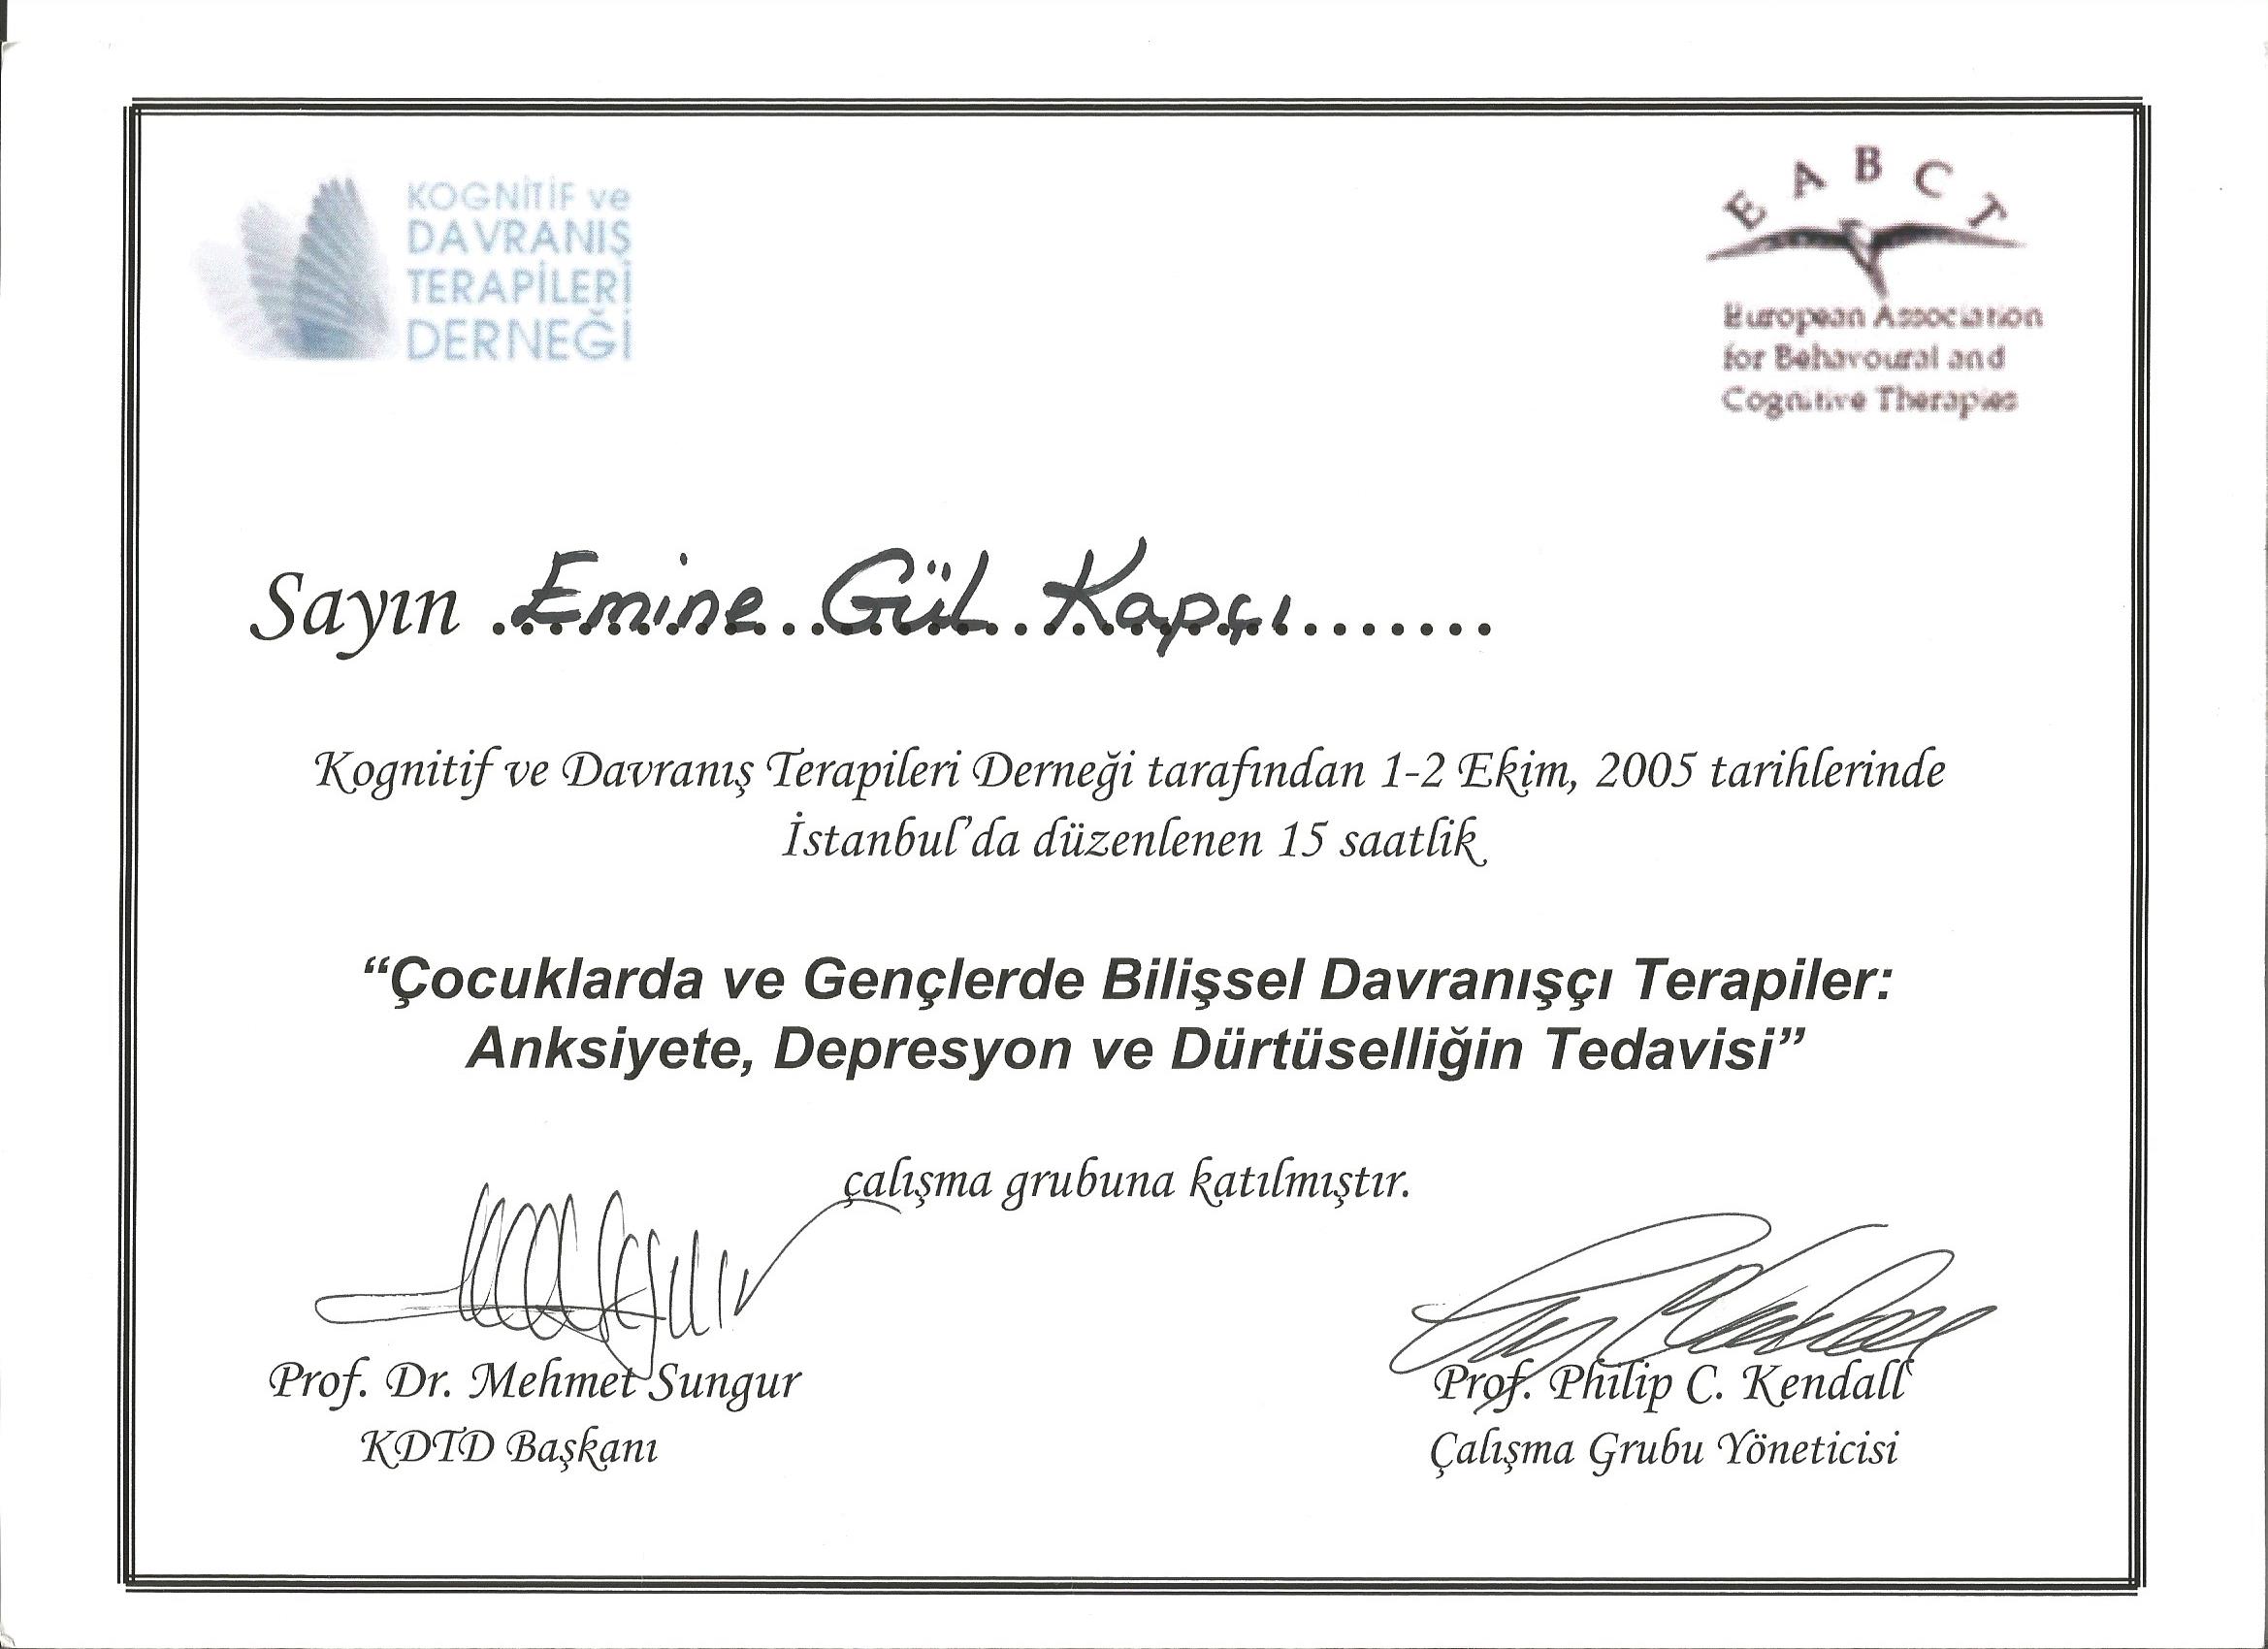 KOGNİTİF ve
DAVRANIŞ
TERAPİLERİ
DERNEĞİ
EABCT
European Association
for Behavoural and
Cognitive Therapies
Sayın ..Emine..Gül..Kapçı.......
Kognitif ve Davranış Terapileri Derneği tarafından 1-2 Ekim, 2005 tarihlerinde
İstanbul'da düzenlenen 15 saatlik
“Çocuklarda ve Gençlerde Bilişsel Davranışçı Terapiler:
Anksiyete, Depresyon ve Dürtüselliğin Tedavisi”
çalışma grubuna katılmıştır.
Prof. Dr. Mehmet Sungur
KDTD Başkanı
Prof. Philip C. Kendall
Çalışma Grubu Yöneticisi